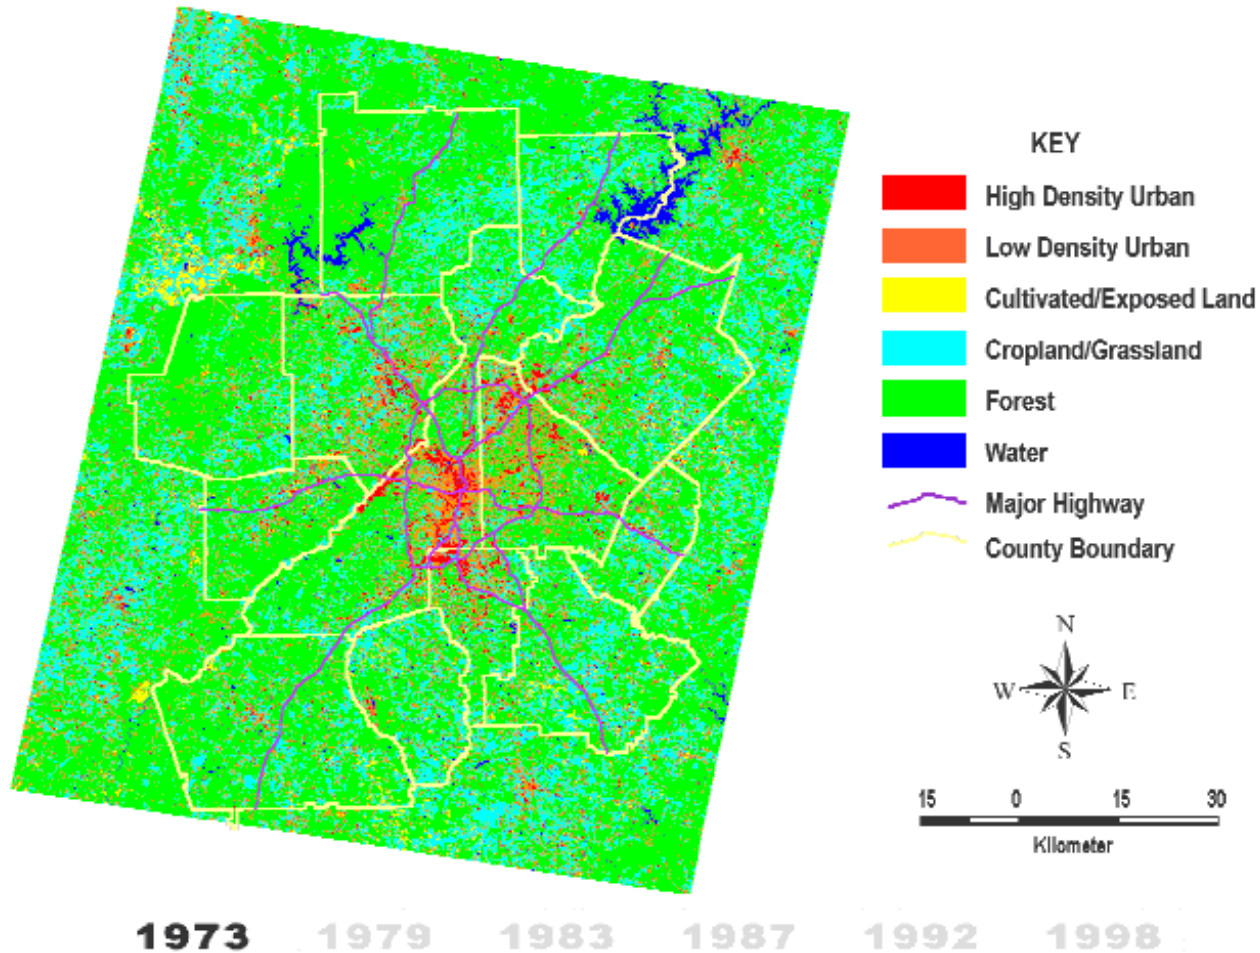 KEY
High Density Urban
Low Density Urban
Cultivated/Exposed Land
Cropland/Grassland
Forest
Water
Major Highway
County Boundary
N
W E
S
15 0 15 30
Kilometer
1973 1979 1983 1987 1992 1998